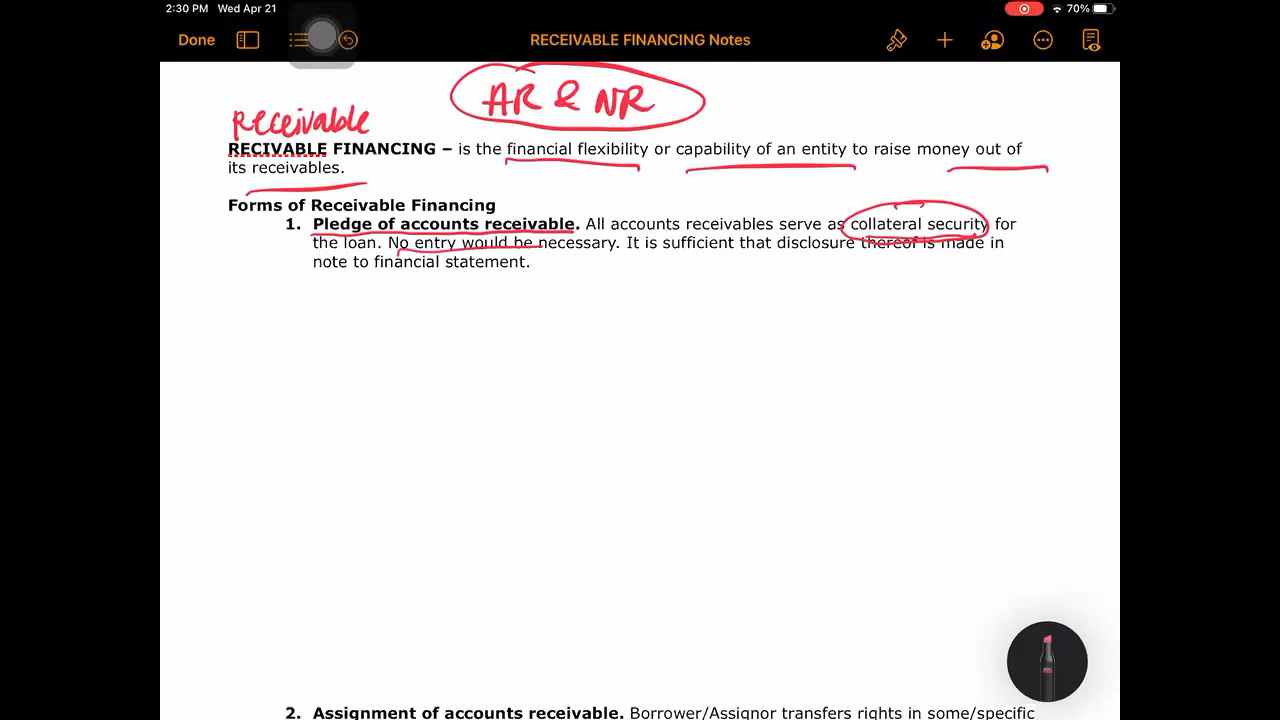 2:30 PM Wed Apr 21
70%
Done
RECEIVABLE FINANCING Notes
AR & NR
Receivable
RECIVABLE FINANCING – is the financial flexibility or capability of an entity to raise money out of
its receivables.
Forms of Receivable Financing
1. Pledge of accounts receivable. All accounts receivables serve as collateral security for
the loan. No entry would be necessary. It is sufficient that disclosure thereof is made in
note to financial statement.
2. Assignment of accounts receivable. Borrower/Assignor transfers rights in some/specific